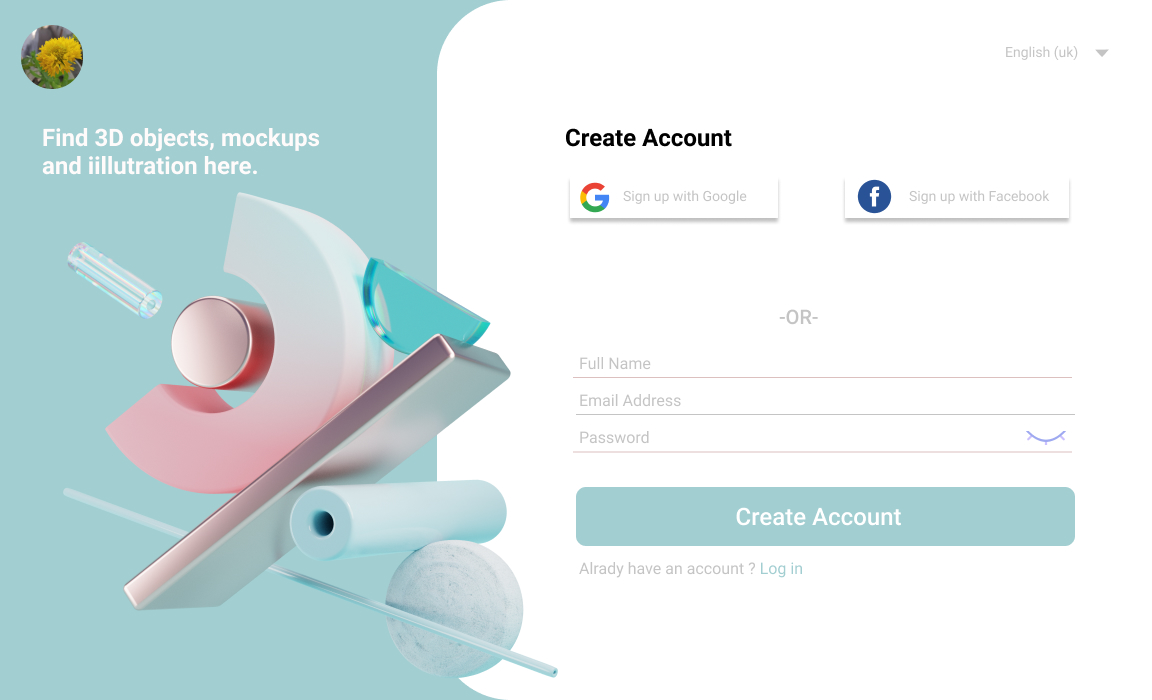 English (uk)
Find 3D objects, mockups
and iillutration here.
Create Account
Sign up with Google
Sign up with Facebook
-OR-
Full Name
Email Address
Password
Create Account
Alrady have an account ? Log in